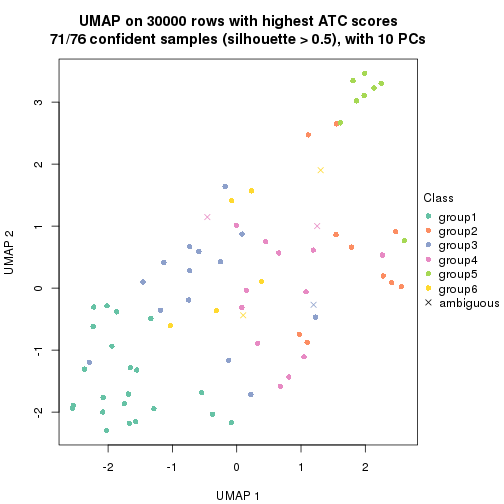 UMAP on 30000 rows with highest ATC scores
71/76 confident samples (silhouette > 0.5), with 10 PCs
3
2
1
0
-1
-2
UMAP 2
-2
-1
0
1
2
UMAP 1
Class
group1
group2
group3
group4
group5
group6
ambiguous